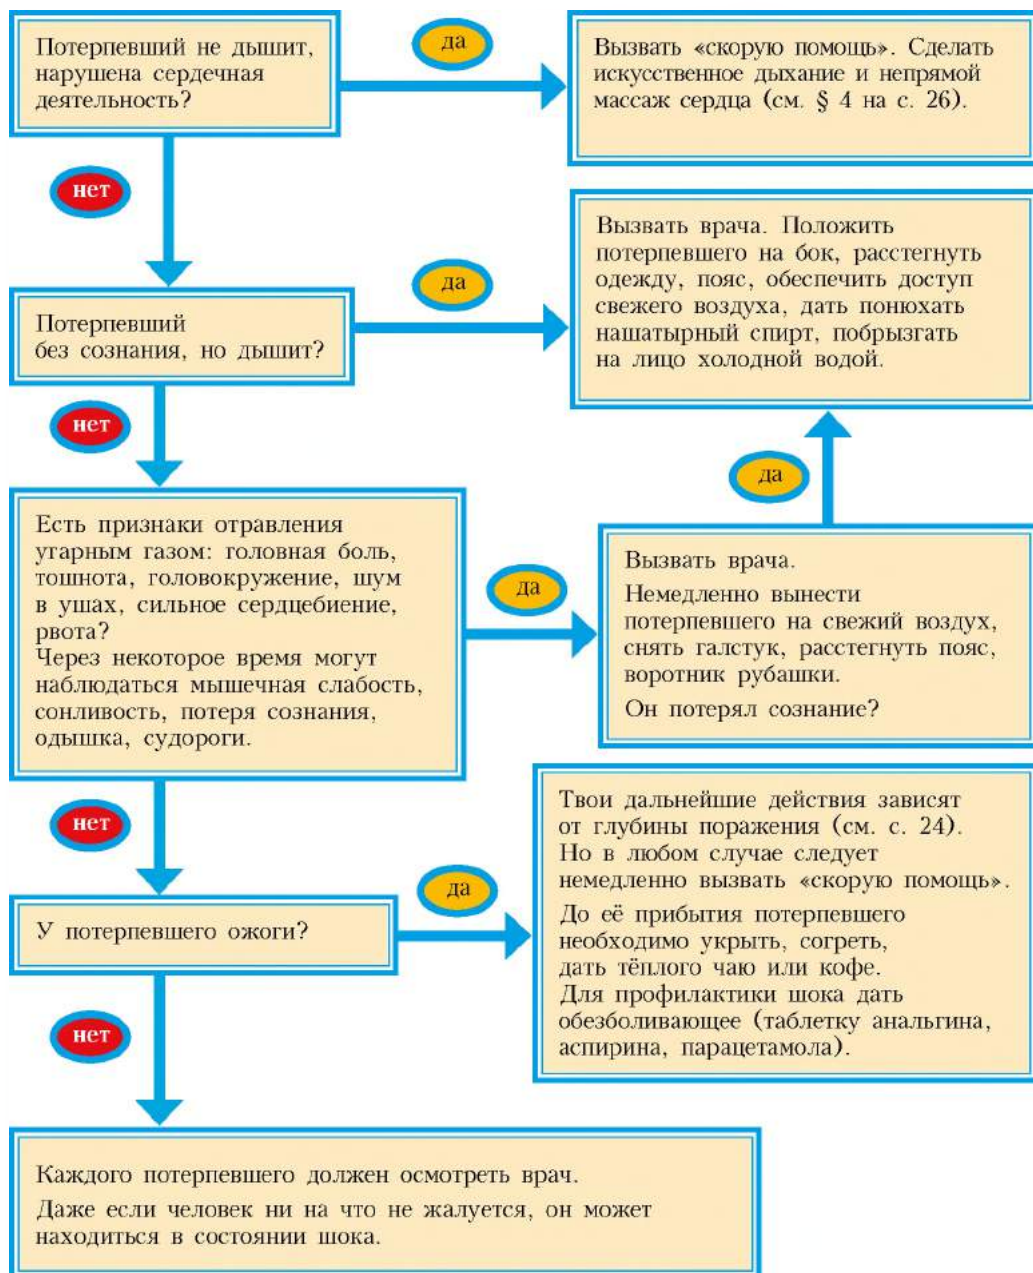 Потерпевший не дышит,
нарушена сердечная
деятельность?
да
Вызвать «скорую помощь». Сделать
искусственное дыхание и непрямой
массаж сердца (см. § 4 на с. 26).
нет
Потерпевший
без сознания, но дышит?
да
Вызвать врача. Положить
потерпевшего на бок, расстегнуть
одежду, пояс, обеспечить доступ
свежего воздуха, дать понюхать
нашатырный спирт, побрызгать
на лицо холодной водой.
нет
Есть признаки отравления
угарным газом: головная боль,
тошнота, головокружение, шум
в ушах, сильное сердцебиение,
рвота?
Через некоторое время могут
наблюдаться мышечная слабость,
сонливость, потеря сознания,
одышка, судороги.
да
Вызвать врача.
Немедленно вынести
потерпевшего на свежий воздух,
снять галстук, расстегнуть пояс,
воротник рубашки.
Он потерял сознание?
да
нет
У потерпевшего ожоги?
да
Твои дальнейшие действия зависят
от глубины поражения (см. с. 24).
Но в любом случае следует
немедленно вызвать «скорую помощь».
До её прибытия потерпевшего
необходимо укрыть, согреть,
дать тёплого чаю или кофе.
Для профилактики шока дать
обезболивающее (таблетку анальгина,
аспирина, парацетамола).
нет
Каждого потерпевшего должен осмотреть врач.
Даже если человек ни на что не жалуется, он может
находиться в состоянии шока.